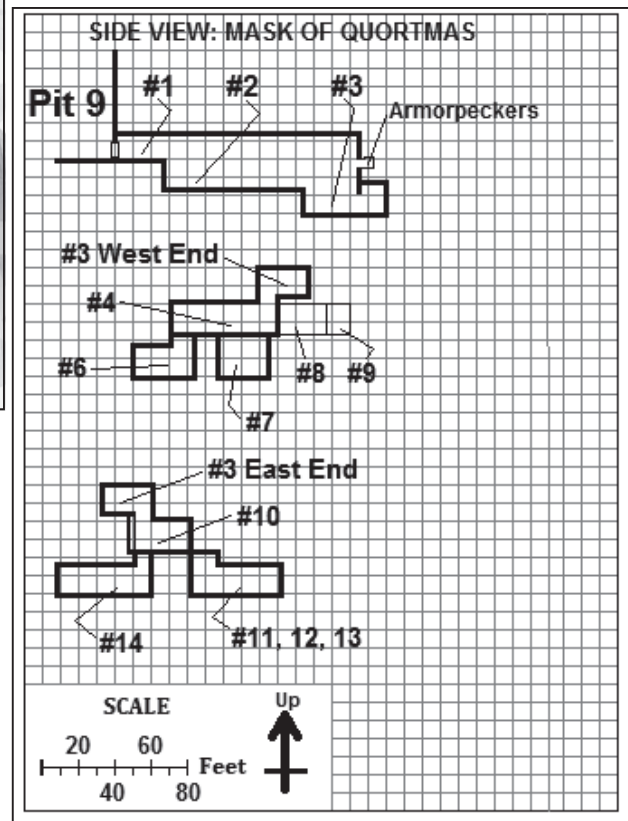 SIDE VIEW: MASK OF QUORTMAS
Pit 9
#1
#2
#3
Armorpeckers
#3 West End
#4
#6
#8
#9
#7
#3 East End
#10
#14
#11, 12, 13
SCALE
Up
20 60
Feet
40 80